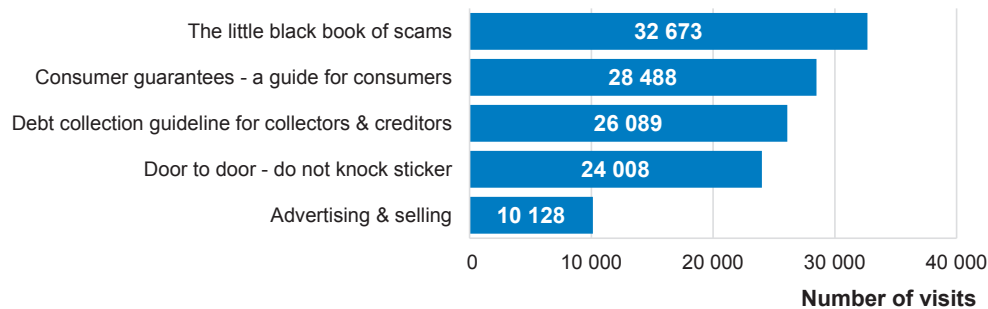 The little black book of scams 32 673
Consumer guarantees - a guide for consumers 28 488
Debt collection guideline for collectors & creditors 26 089
Door to door - do not knock sticker 24 008
Advertising & selling 10 128
0 10 000 20 000 30 000 40 000
Number of visits